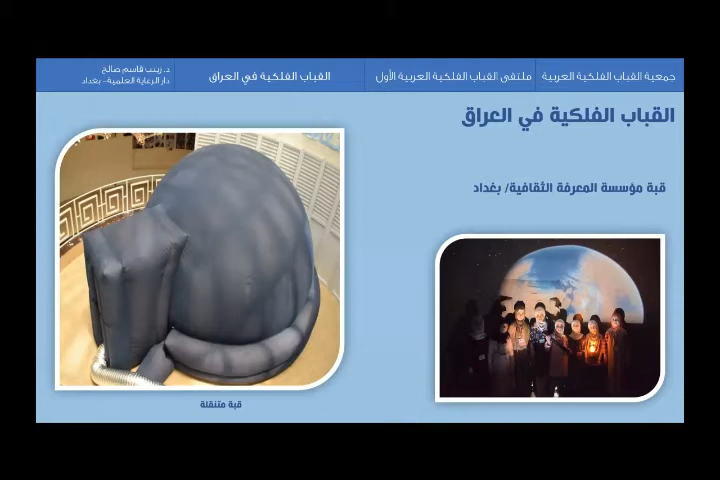 جمعية القباب الفلكية العربية
ملتقى القباب الفلكية العربية الأول
القباب الفلكية في العراق
د. زينب قاسم صالح
دار الرعاية العلمية- بغداد
القباب الفلكية في العراق
قبة مؤسسة المعرفة الثقافية/ بغداد
قبة متنقلة